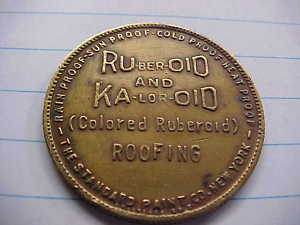 RAIN PROOF-SUN PROOF-COLD PROOF-HEAT PROOF
RU-BER-OID
AND
KA-LOR-OID
(Colored Ruberoid)
ROOFING
THE STANDARD. PAINT. CO. NEW YORK